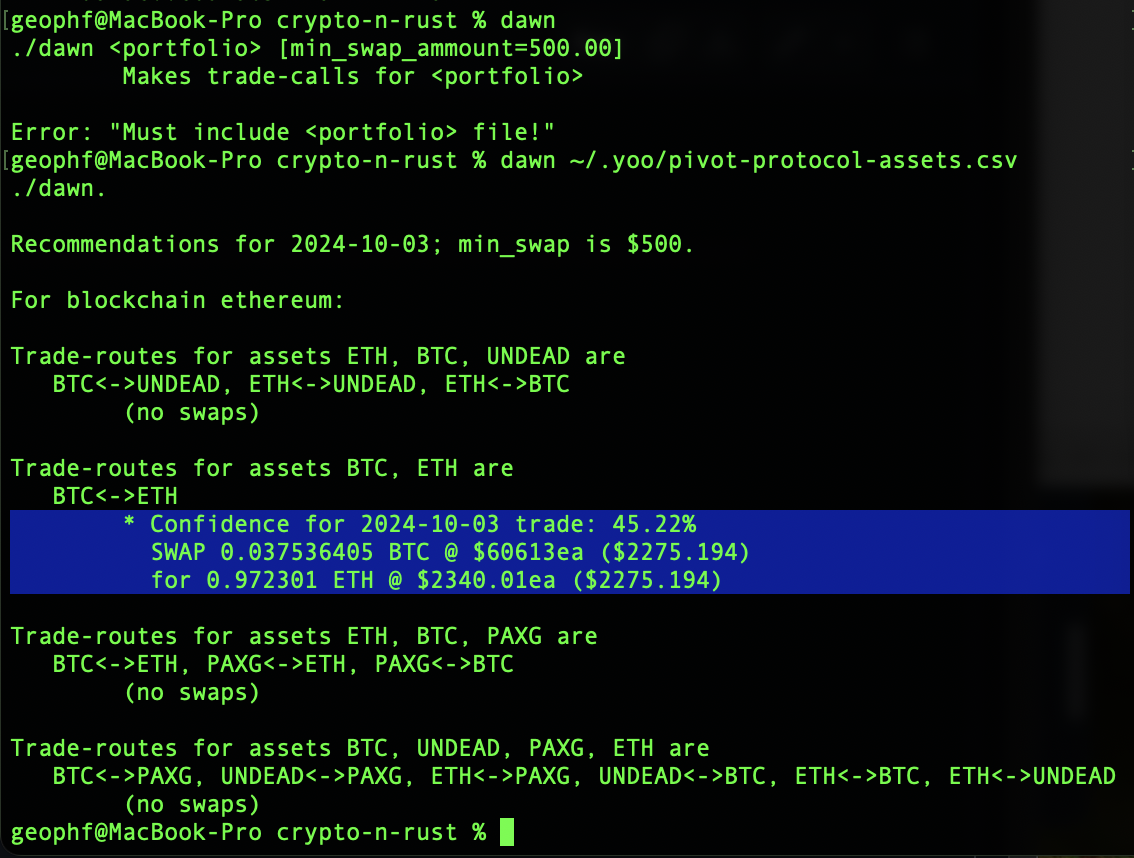 [geophf@MacBook-Pro crypto-n-rust % dawn
./dawn <portfolio> [min_swap_ammount=500.00]
Makes trade-calls for <portfolio>
Error: "Must include <portfolio> file!"
[geophf@MacBook-Pro crypto-n-rust % dawn ~/.yoo/pivot-protocol-assets.csv
./dawn.
Recommendations for 2024-10-03; min_swap is $500.
For blockchain ethereum:
Trade-routes for assets ETH, BTC, UNDEAD are
BTC<->UNDEAD, ETH<->UNDEAD, ETH<->BTC
(no swaps)
Trade-routes for assets BTC, ETH are
BTC<->ETH
* Confidence for 2024-10-03 trade: 45.22%
SWAP 0.037536405 BTC @ $60613ea ($2275.194)
for 0.972301 ETH @ $2340.01ea ($2275.194)
Trade-routes for assets ETH, BTC, PAXG are
BTC<->ETH, PAXG<->ETH, PAXG<->BTC
(no swaps)
Trade-routes for assets BTC, UNDEAD, PAXG, ETH are
BTC<->PAXG, UNDEAD<->PAXG, ETH<->PAXG, UNDEAD<->BTC, ETH<->BTC, ETH<->UNDEAD
(no swaps)
geophf@MacBook-Pro crypto-n-rust %